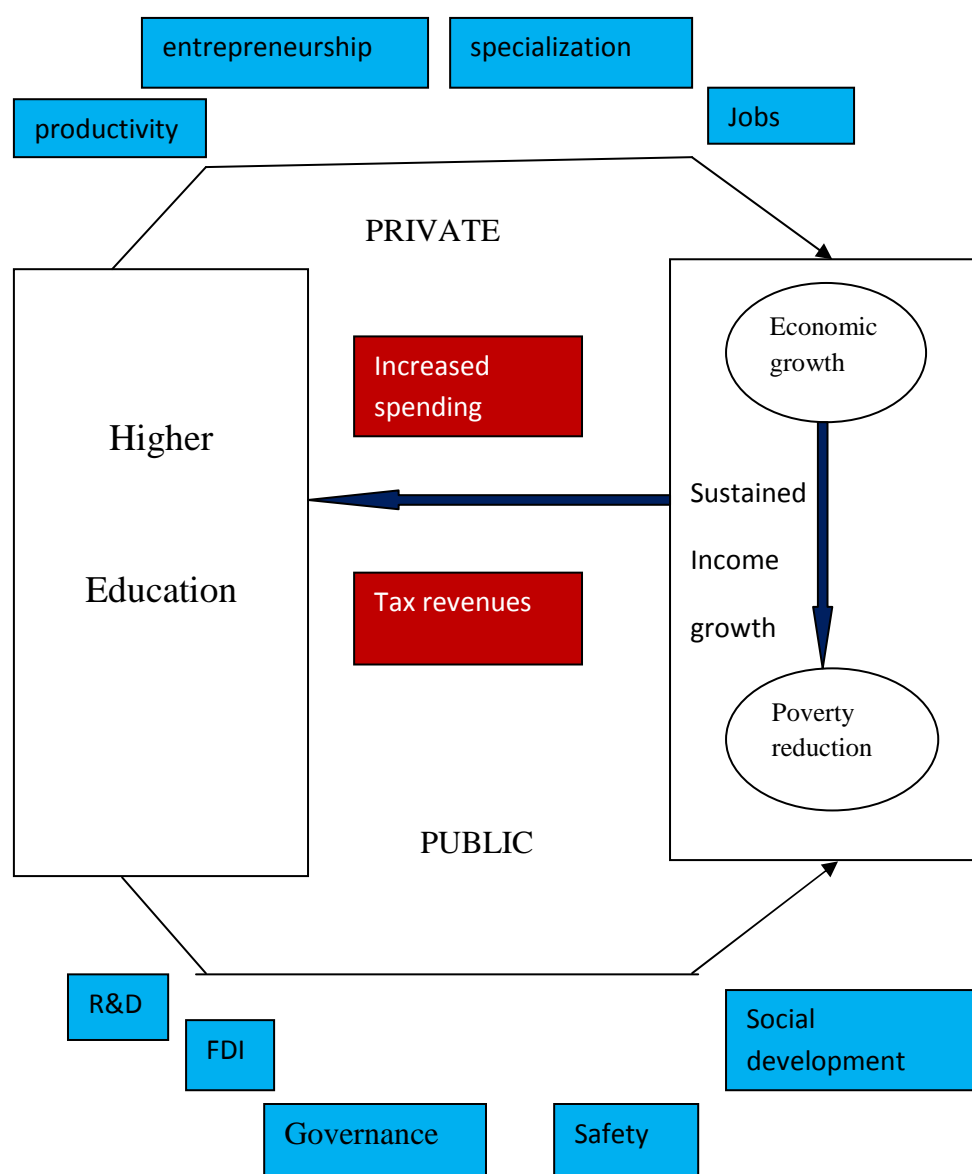 entrepreneurship
specialization
productivity
Jobs
PRIVATE
Higher
Education
Increased
spending
Tax revenues
Economic
growth
Sustained
Income
growth
Poverty
reduction
PUBLIC
R&D
FDI
Governance
Safety
Social
development